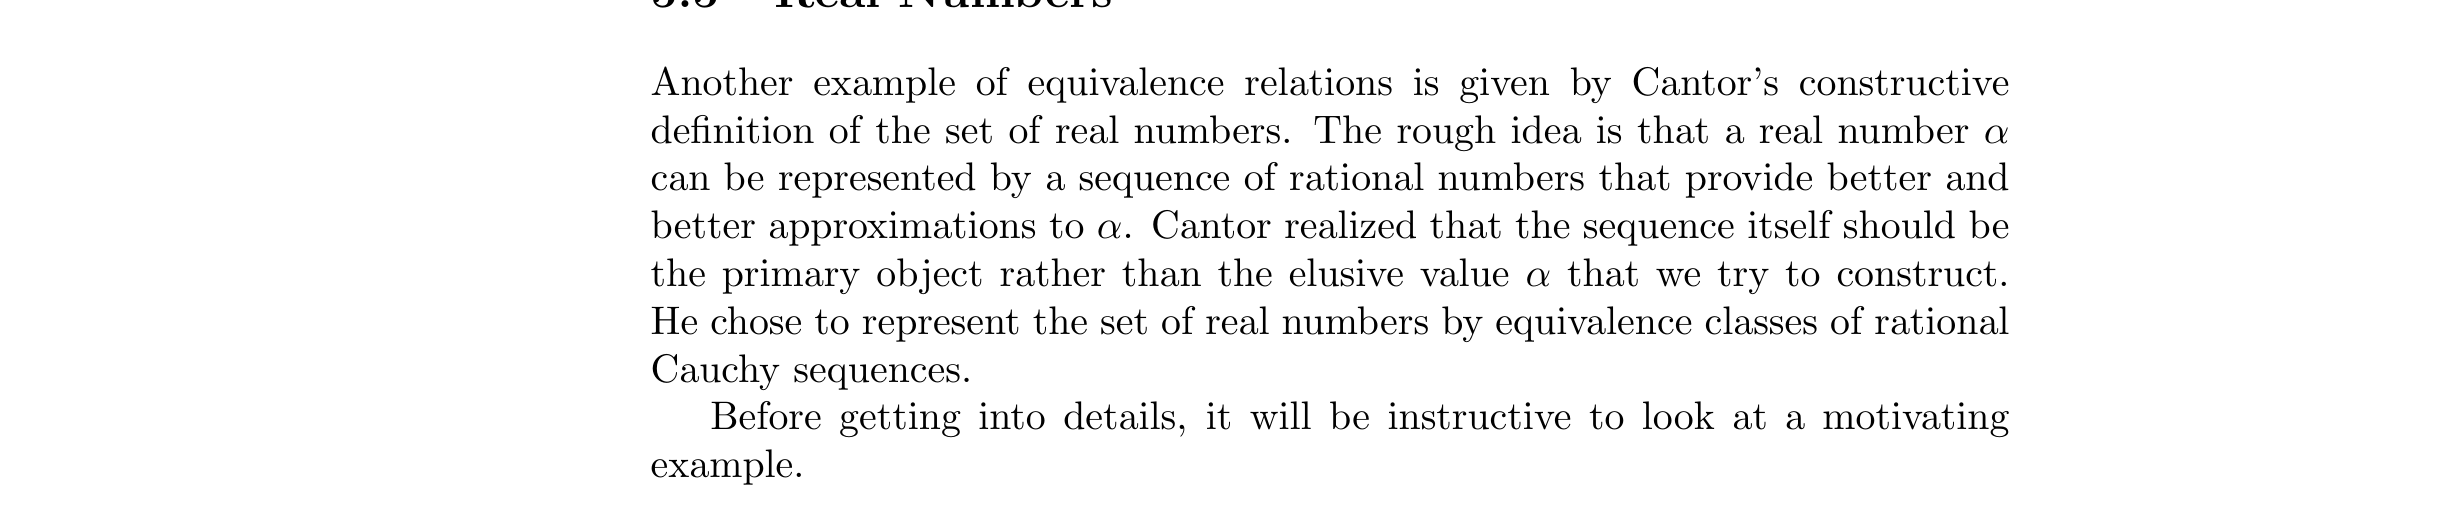 Real Numbers
Another example of equivalence relations is given by Cantor's constructive
definition of the set of real numbers. The rough idea is that a real number α
can be represented by a sequence of rational numbers that provide better and
better approximations to α. Cantor realized that the sequence itself should be
the primary object rather than the elusive value α that we try to construct.
He chose to represent the set of real numbers by equivalence classes of rational
Cauchy sequences.
Before getting into details, it will be instructive to look at a motivating
example.